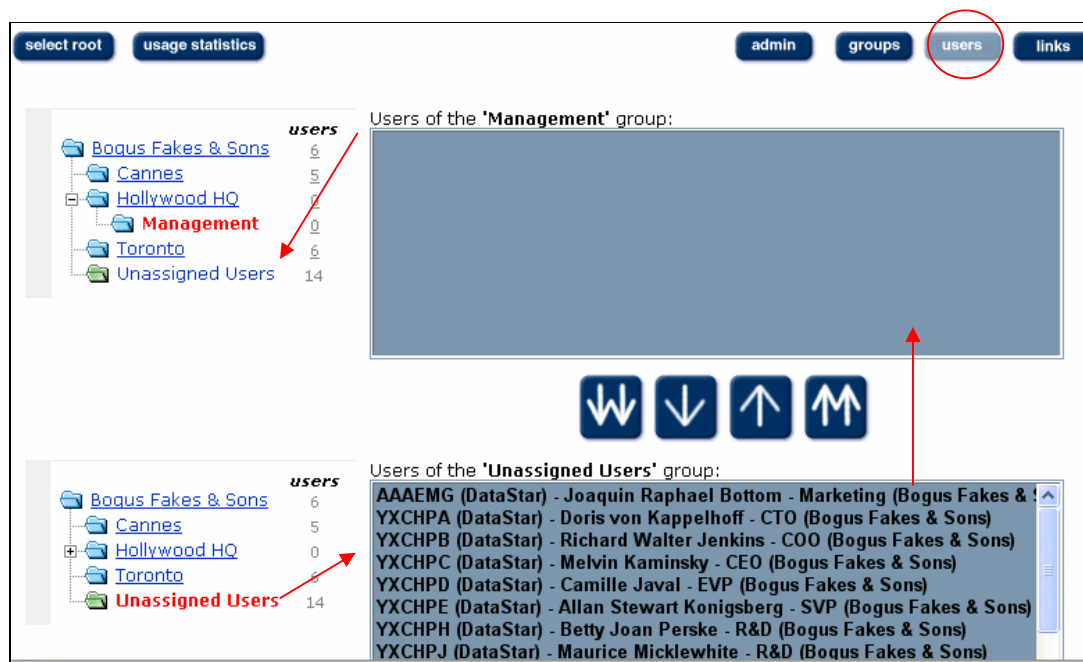 select root usage statistics admin groups users links
users
Bogus Fakes & Sons 6
Cannes 5
Hollywood HQ 0
Management 0
Toronto 6
Unassigned Users 14
Users of the 'Management' group:
users
Bogus Fakes & Sons 6
Cannes 5
Hollywood HQ 0
Toronto 6
Unassigned Users 14
Users of the 'Unassigned Users' group:
AAAEMG (DataStar) - Joaquin Raphael Bottom - Marketing (Bogus Fakes &
YXCHPA (DataStar) - Doris von Kappelhoff - CTO (Bogus Fakes & Sons)
YXCHPB (DataStar) - Richard Walter Jenkins - COO (Bogus Fakes & Sons)
YXCHPC (DataStar) - Melvin Kaminsky - CEO (Bogus Fakes & Sons)
YXCHPD (DataStar) - Camille Javal - EVP (Bogus Fakes & Sons)
YXCHPE (DataStar) - Allan Stewart Konigsberg - SVP (Bogus Fakes & Sons)
YXCHPH (DataStar) - Betty Joan Perske - R&D (Bogus Fakes & Sons)
YXCHPJ (DataStar) - Maurice Micklewhite - R&D (Bogus Fakes & Sons)